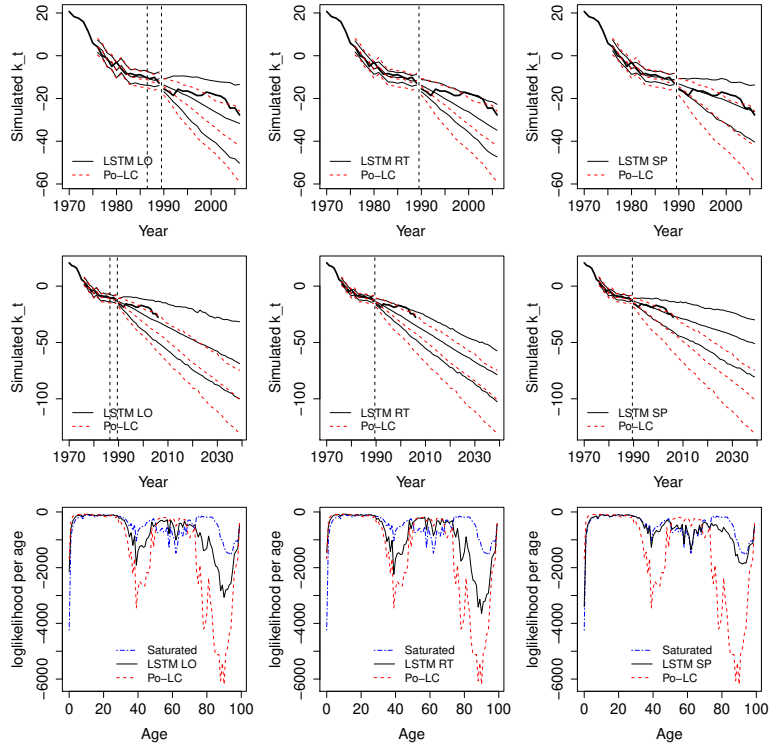 Simulated k_t
20
0
−20
−40
−60
LSTM LO
Po−LC
1970
1980
1990
2000
Year
Simulated k_t
20
0
−20
−40
−60
LSTM RT
Po−LC
1970
1980
1990
2000
Year
Simulated k_t
20
0
−20
−40
−60
LSTM SP
Po−LC
1970
1980
1990
2000
Year
Simulated k_t
0
−50
−100
LSTM LO
Po−LC
1970
1990
2010
2030
Year
Simulated k_t
0
−50
−100
LSTM RT
Po−LC
1970
1990
2010
2030
Year
Simulated k_t
0
−50
−100
LSTM SP
Po−LC
1970
1990
2010
2030
Year
loglikelihood per age
0
−2000
−4000
−6000
Saturated
LSTM LO
Po−LC
0
20
40
60
80
100
Age
loglikelihood per age
0
−2000
−4000
−6000
Saturated
LSTM RT
Po−LC
0
20
40
60
80
100
Age
loglikelihood per age
0
−2000
−4000
−6000
Saturated
LSTM SP
Po−LC
0
20
40
60
80
100
Age